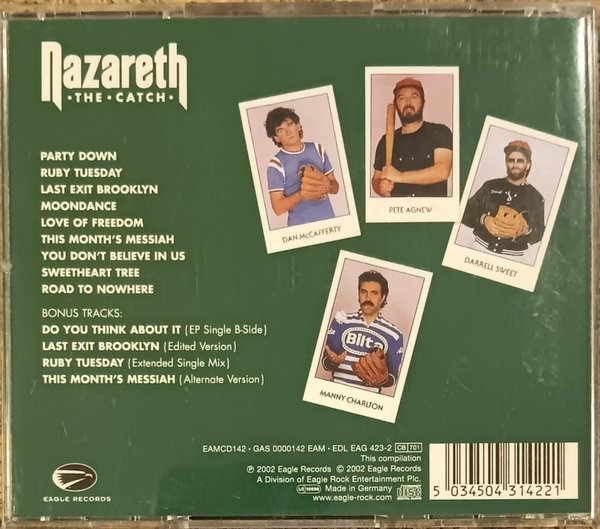 Nazareth
•THE•CATCH•
PARTY DOWN
RUBY TUESDAY
LAST EXIT BROOKLYN
MOONDANCE
LOVE OF FREEDOM
THIS MONTH'S MESSIAH
YOU DON'T BELIEVE IN US
SWEETHEART TREE
ROAD TO NOWHERE
BONUS TRACKS:
DO YOU THINK ABOUT IT (EP Single B-Side)
LAST EXIT BROOKLYN (Edited Version)
RUBY TUESDAY (Extended Single Mix)
THIS MONTH'S MESSIAH (Alternate Version)
DAN McCAFFERTY
PETE AGNEW
DARRELL SWEET
Bilta
MANNY CHARLTON
EAGLE RECORDS
EAMCD142 • GAS 0000142 EAM • EDL EAG 423-2 CB 701
This compilation
℗ 2002 Eagle Records © 2002 Eagle Records
A Division of Eagle Rock Entertainment Plc.
Made in Germany
www.eagle-rock.com
5 034504 314221